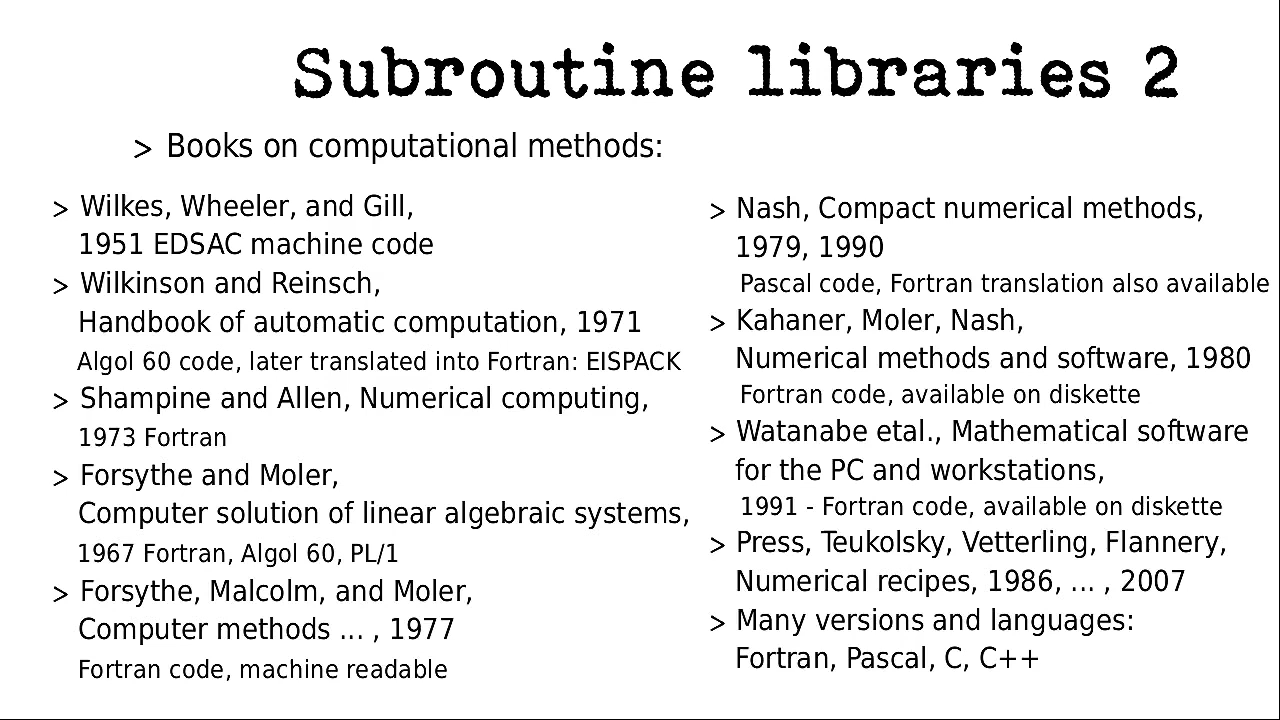 Subroutine libraries 2
> Books on computational methods:
> Wilkes, Wheeler, and Gill,
1951 EDSAC machine code
> Wilkinson and Reinsch,
Handbook of automatic computation, 1971
Algol 60 code, later translated into Fortran: EISPACK
> Shampine and Allen, Numerical computing,
1973 Fortran
> Forsythe and Moler,
Computer solution of linear algebraic systems,
1967 Fortran, Algol 60, PL/1
> Forsythe, Malcolm, and Moler,
Computer methods ... , 1977
Fortran code, machine readable
> Nash, Compact numerical methods,
1979, 1990
Pascal code, Fortran translation also available
> Kahaner, Moler, Nash,
Numerical methods and software, 1980
Fortran code, available on diskette
> Watanabe etal., Mathematical software
for the PC and workstations,
1991 - Fortran code, available on diskette
> Press, Teukolsky, Vetterling, Flannery,
Numerical recipes, 1986, ... , 2007
> Many versions and languages:
Fortran, Pascal, C, C++